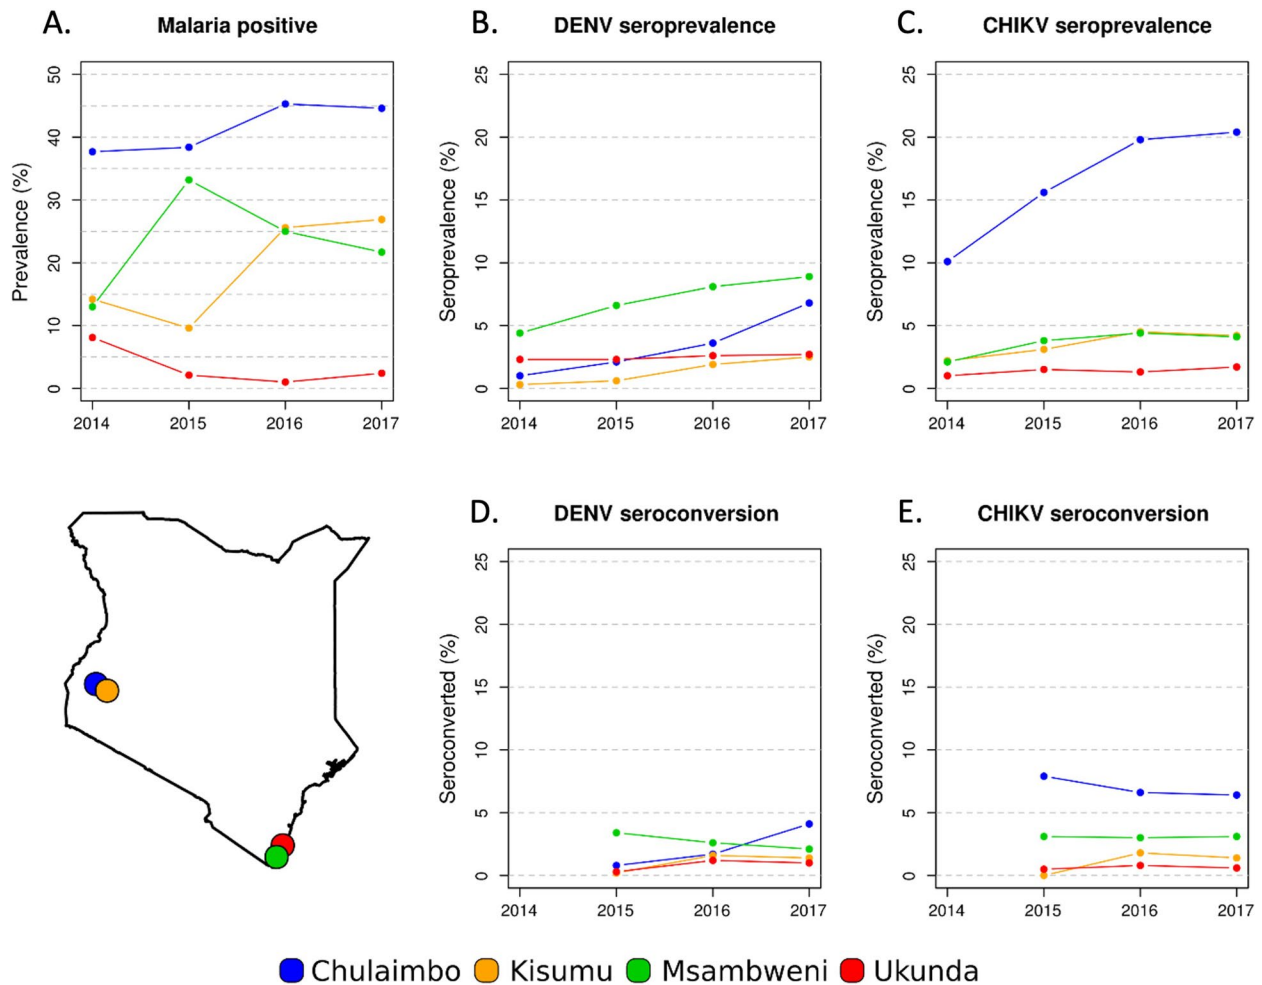 A. Malaria positive
Prevalence (%)
50
40
30
20
10
0
2014 2015 2016 2017
B. DENV seroprevalence
Seroprevalence (%)
25
20
15
10
5
0
2014 2015 2016 2017
C. CHIKV seroprevalence
Seroprevalence (%)
25
20
15
10
5
0
2014 2015 2016 2017
D. DENV seroconversion
Seroconverted (%)
25
20
15
10
5
0
2014 2015 2016 2017
E. CHIKV seroconversion
Seroconverted (%)
25
20
15
10
5
0
2014 2015 2016 2017
Chulaimbo Kisumu Msambweni Ukunda